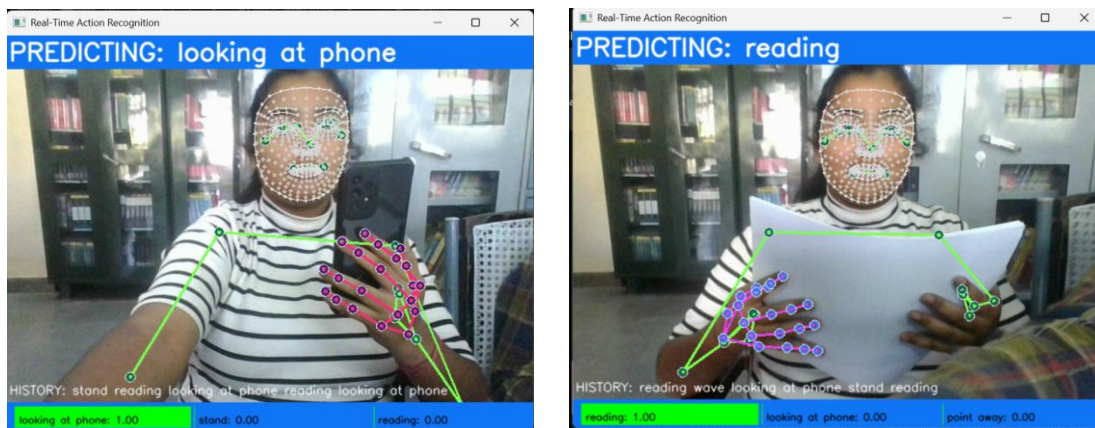 Real-Time Action Recognition
PREDICTING: looking at phone
HISTORY: stand reading looking at phone reading looking at phone
looking at phone: 1.00 stand: 0.00 reading: 0.00
Real-Time Action Recognition
PREDICTING: reading
HISTORY: reading wave looking at phone stand reading
reading: 1.00 looking at phone: 0.00 point away: 0.00